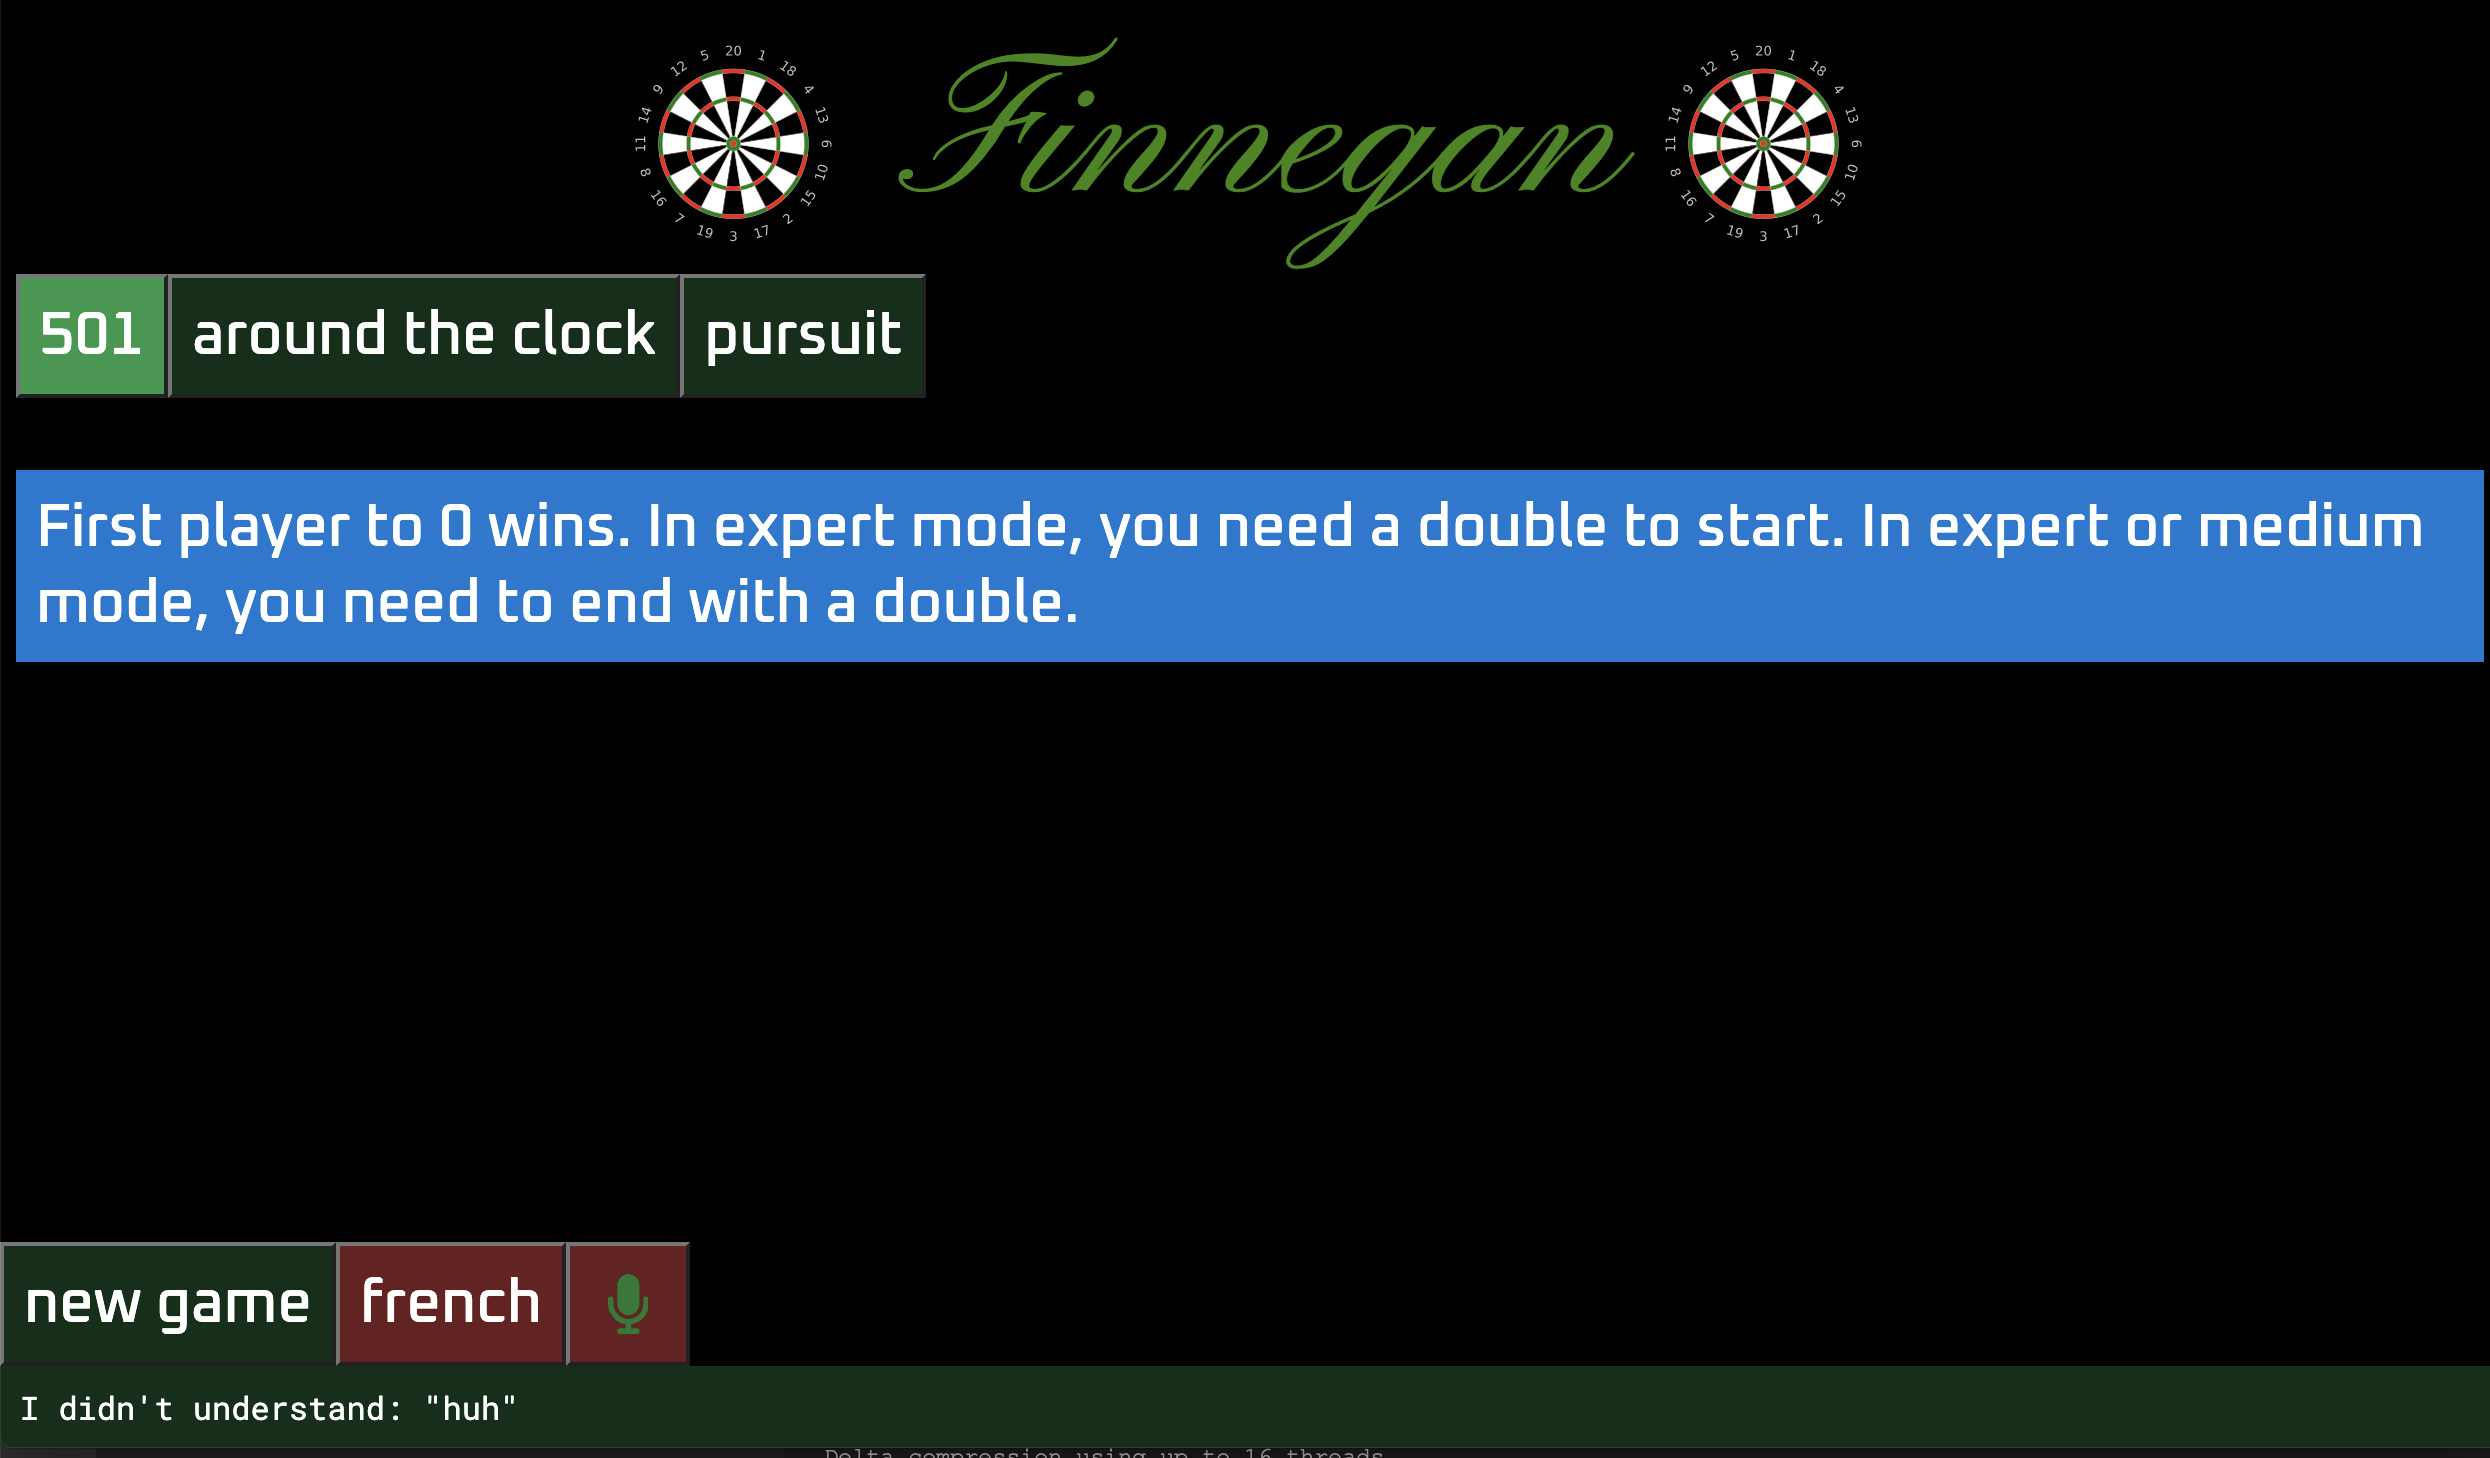 20 1 18 4 13 6 10 15 2 17 3 19 7 16 8 11 14 9 12 5
Finnegan
20 1 18 4 13 6 10 15 2 17 3 19 7 16 8 11 14 9 12 5
501 around the clock pursuit
First player to 0 wins. In expert mode, you need a double to start. In expert or medium
mode, you need to end with a double.
new game french
I didn't understand: "huh"
Delta compression using up to 16 threads